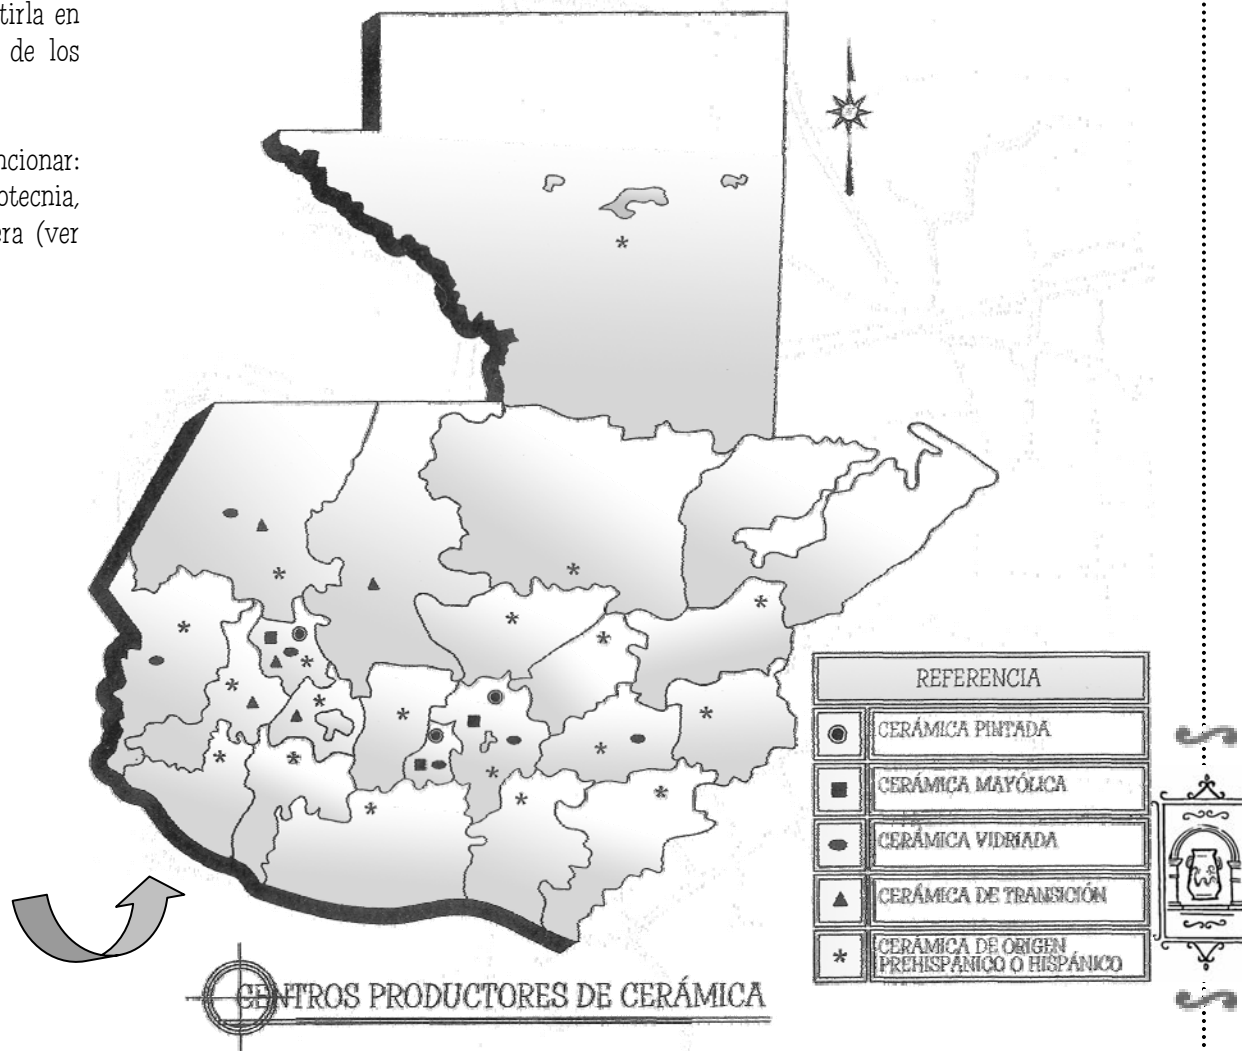 tirla en
de los
ncionar:
otecnia,
era (ver
REFERENCIA
CERÁMICA PINTADA
CERÁMICA MAYÓLICA
CERÁMICA VIDRIADA
CERÁMICA DE TRANSICIÓN
CERÁMICA DE ORIGEN
PREHISPÁNICO O HISPÁNICO
CENTROS PRODUCTORES DE CERÁMICA